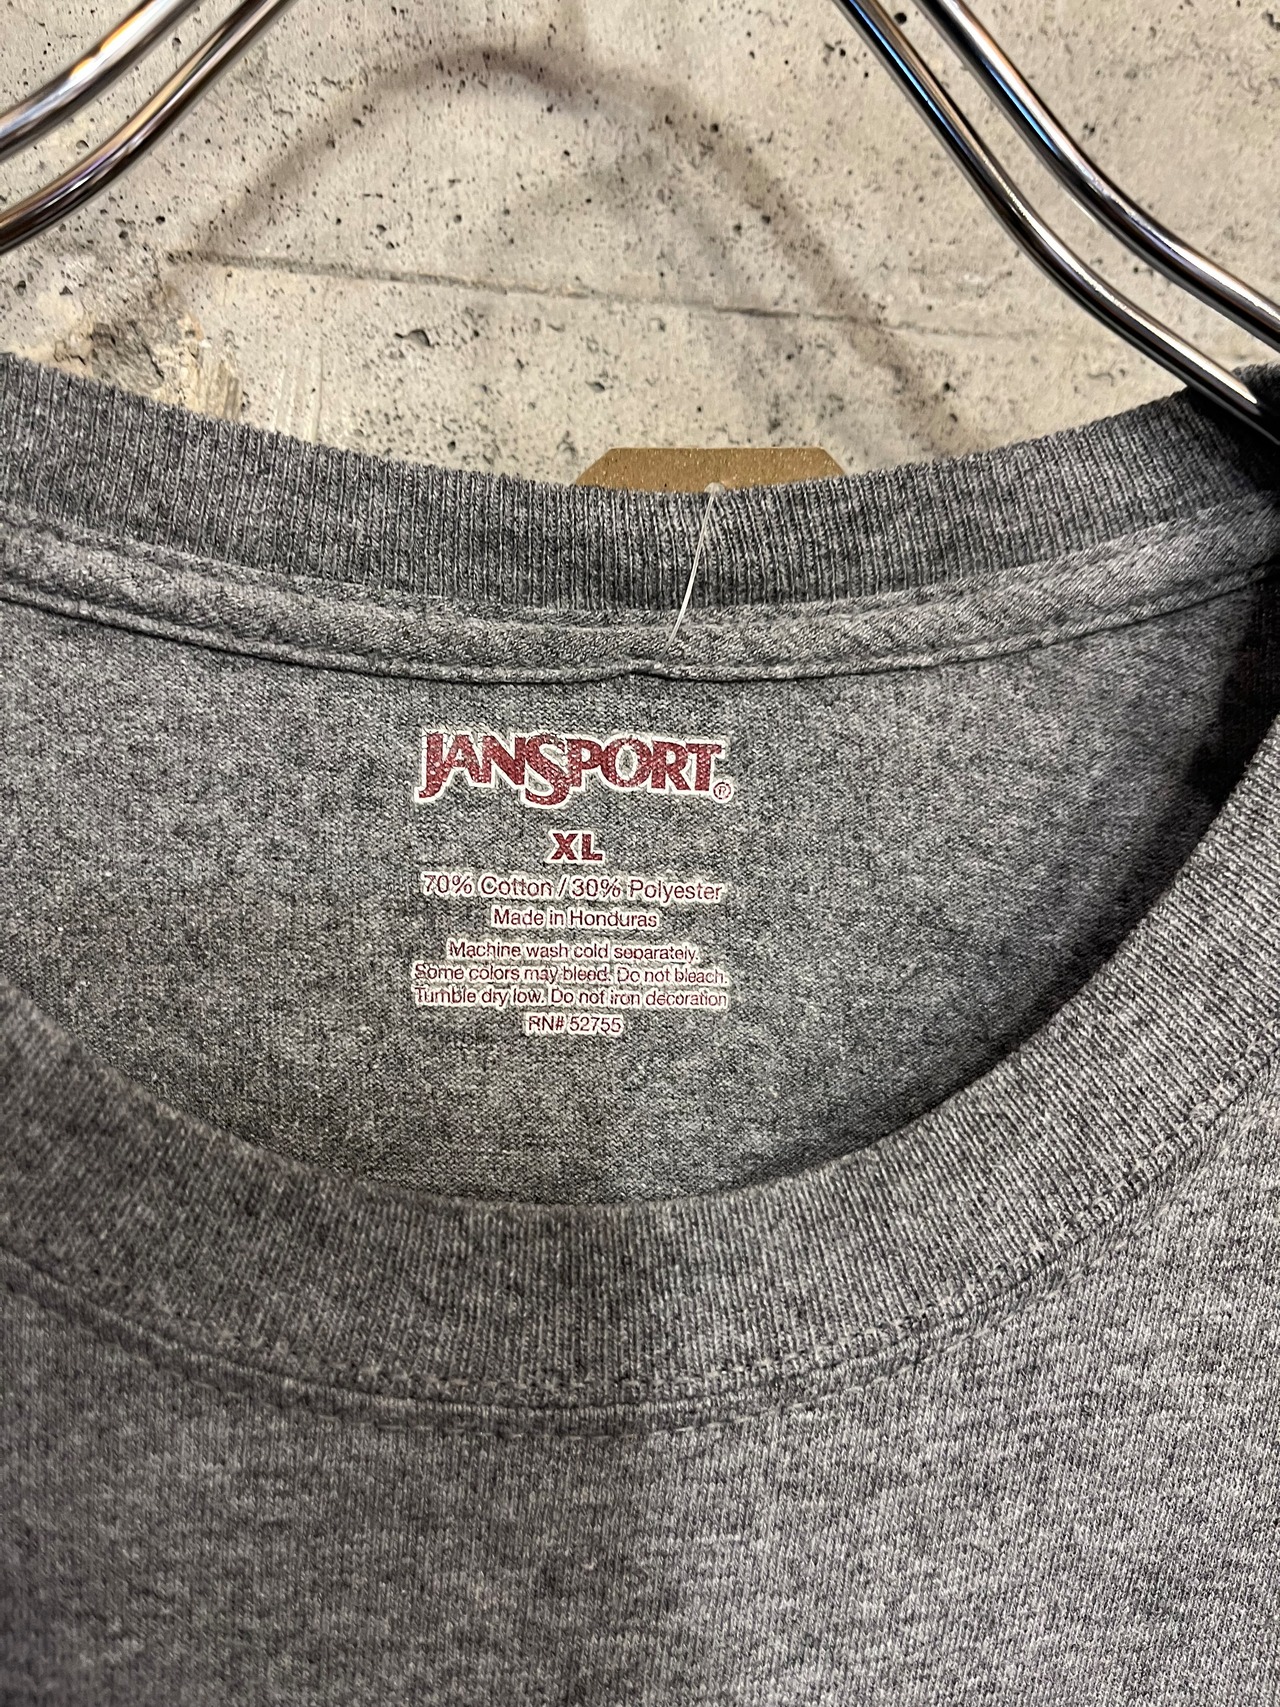 JANSPORT®
XL
70% Cotton / 30% Polyester
Made in Honduras
Machine wash cold separately.
Some colors may bleed. Do not bleach.
Tumble dry low. Do not iron decoration
RN# 52755